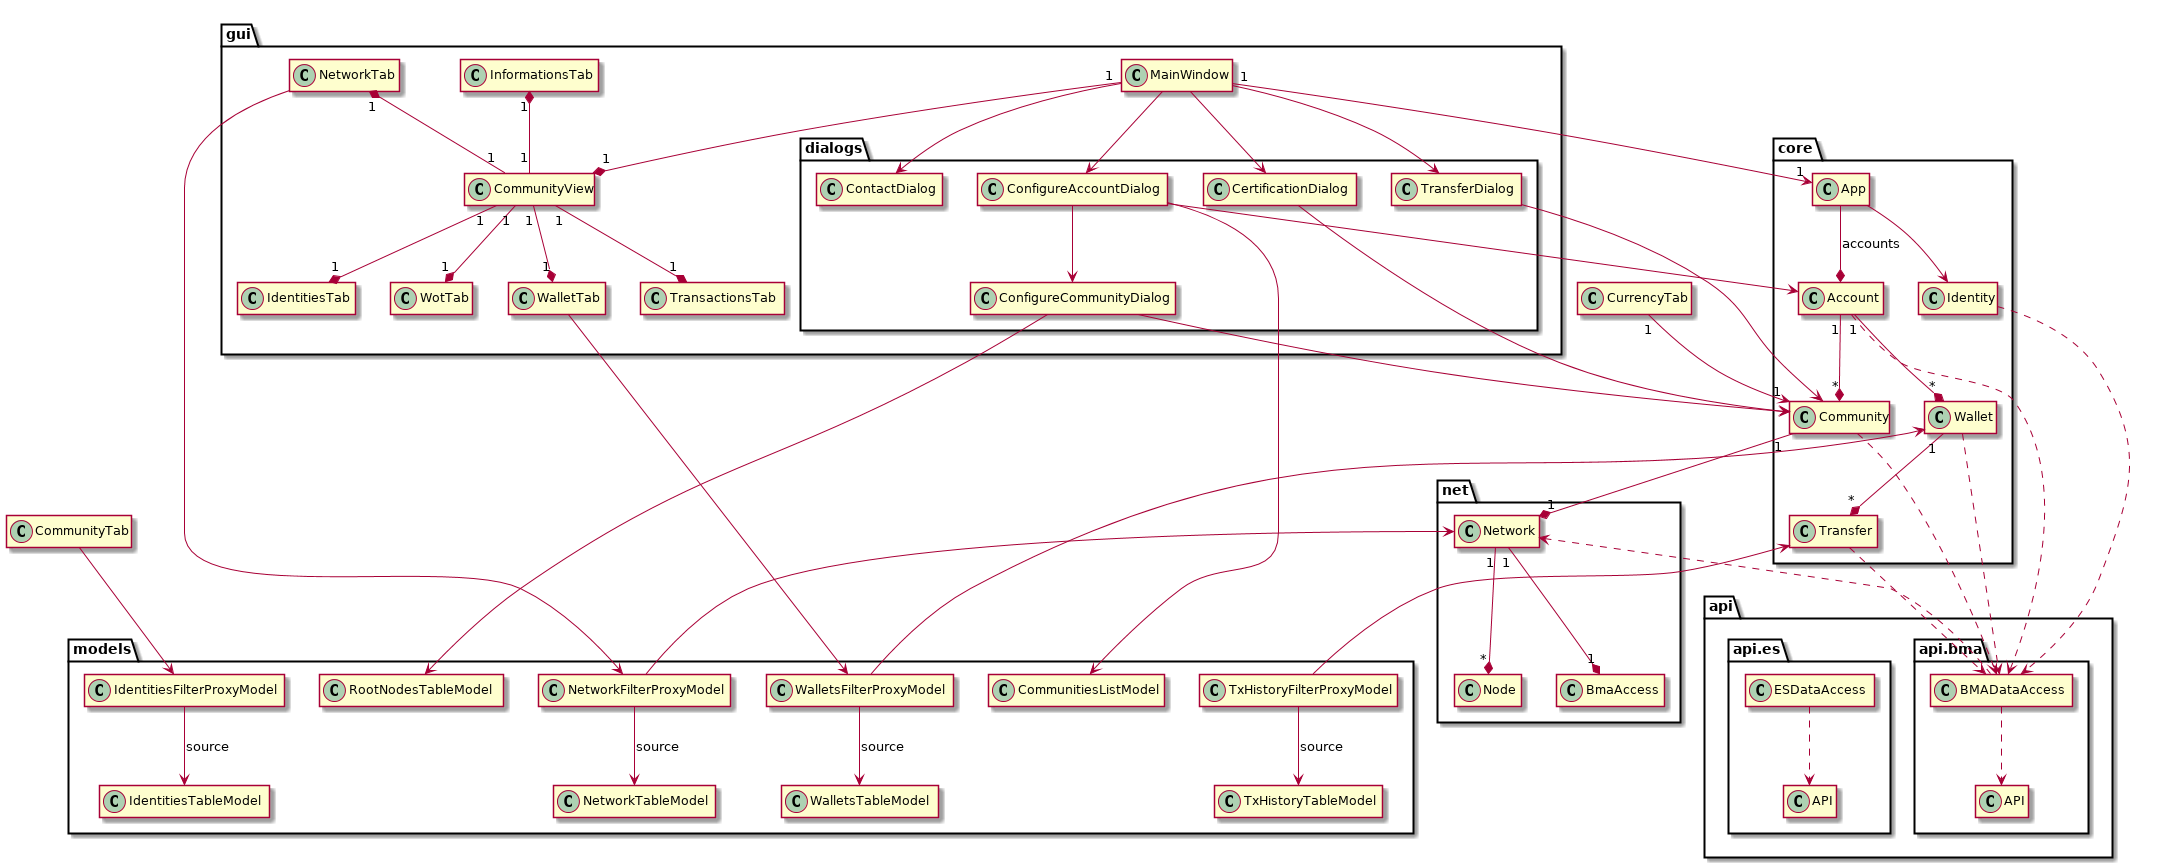 gui
C NetworkTab
C InformationsTab
C MainWindow
1
1
1
1
dialogs
core
1
1
1
1
C CommunityView
C ContactDialog
C ConfigureAccountDialog
C CertificationDialog
C TransferDialog
C App
1
1
1
1
accounts
1
1
1
1
C IdentitiesTab
C WotTab
C WalletTab
C TransactionsTab
C ConfigureCommunityDialog
C CurrencyTab
C Account
C Identity
1
1
1
*
*
1
C Community
C Wallet
1
1
net
1
*
C CommunityTab
C Network
C Transfer
1
1
api
models
*
1
api.es
api.bma
C IdentitiesFilterProxyModel
C RootNodesTableModel
C NetworkFilterProxyModel
C WalletsFilterProxyModel
C CommunitiesListModel
C TxHistoryFilterProxyModel
C Node
C BmaAccess
C ESDataAccess
C BMADataAccess
source
source
source
source
C IdentitiesTableModel
C NetworkTableModel
C WalletsTableModel
C TxHistoryTableModel
C API
C API